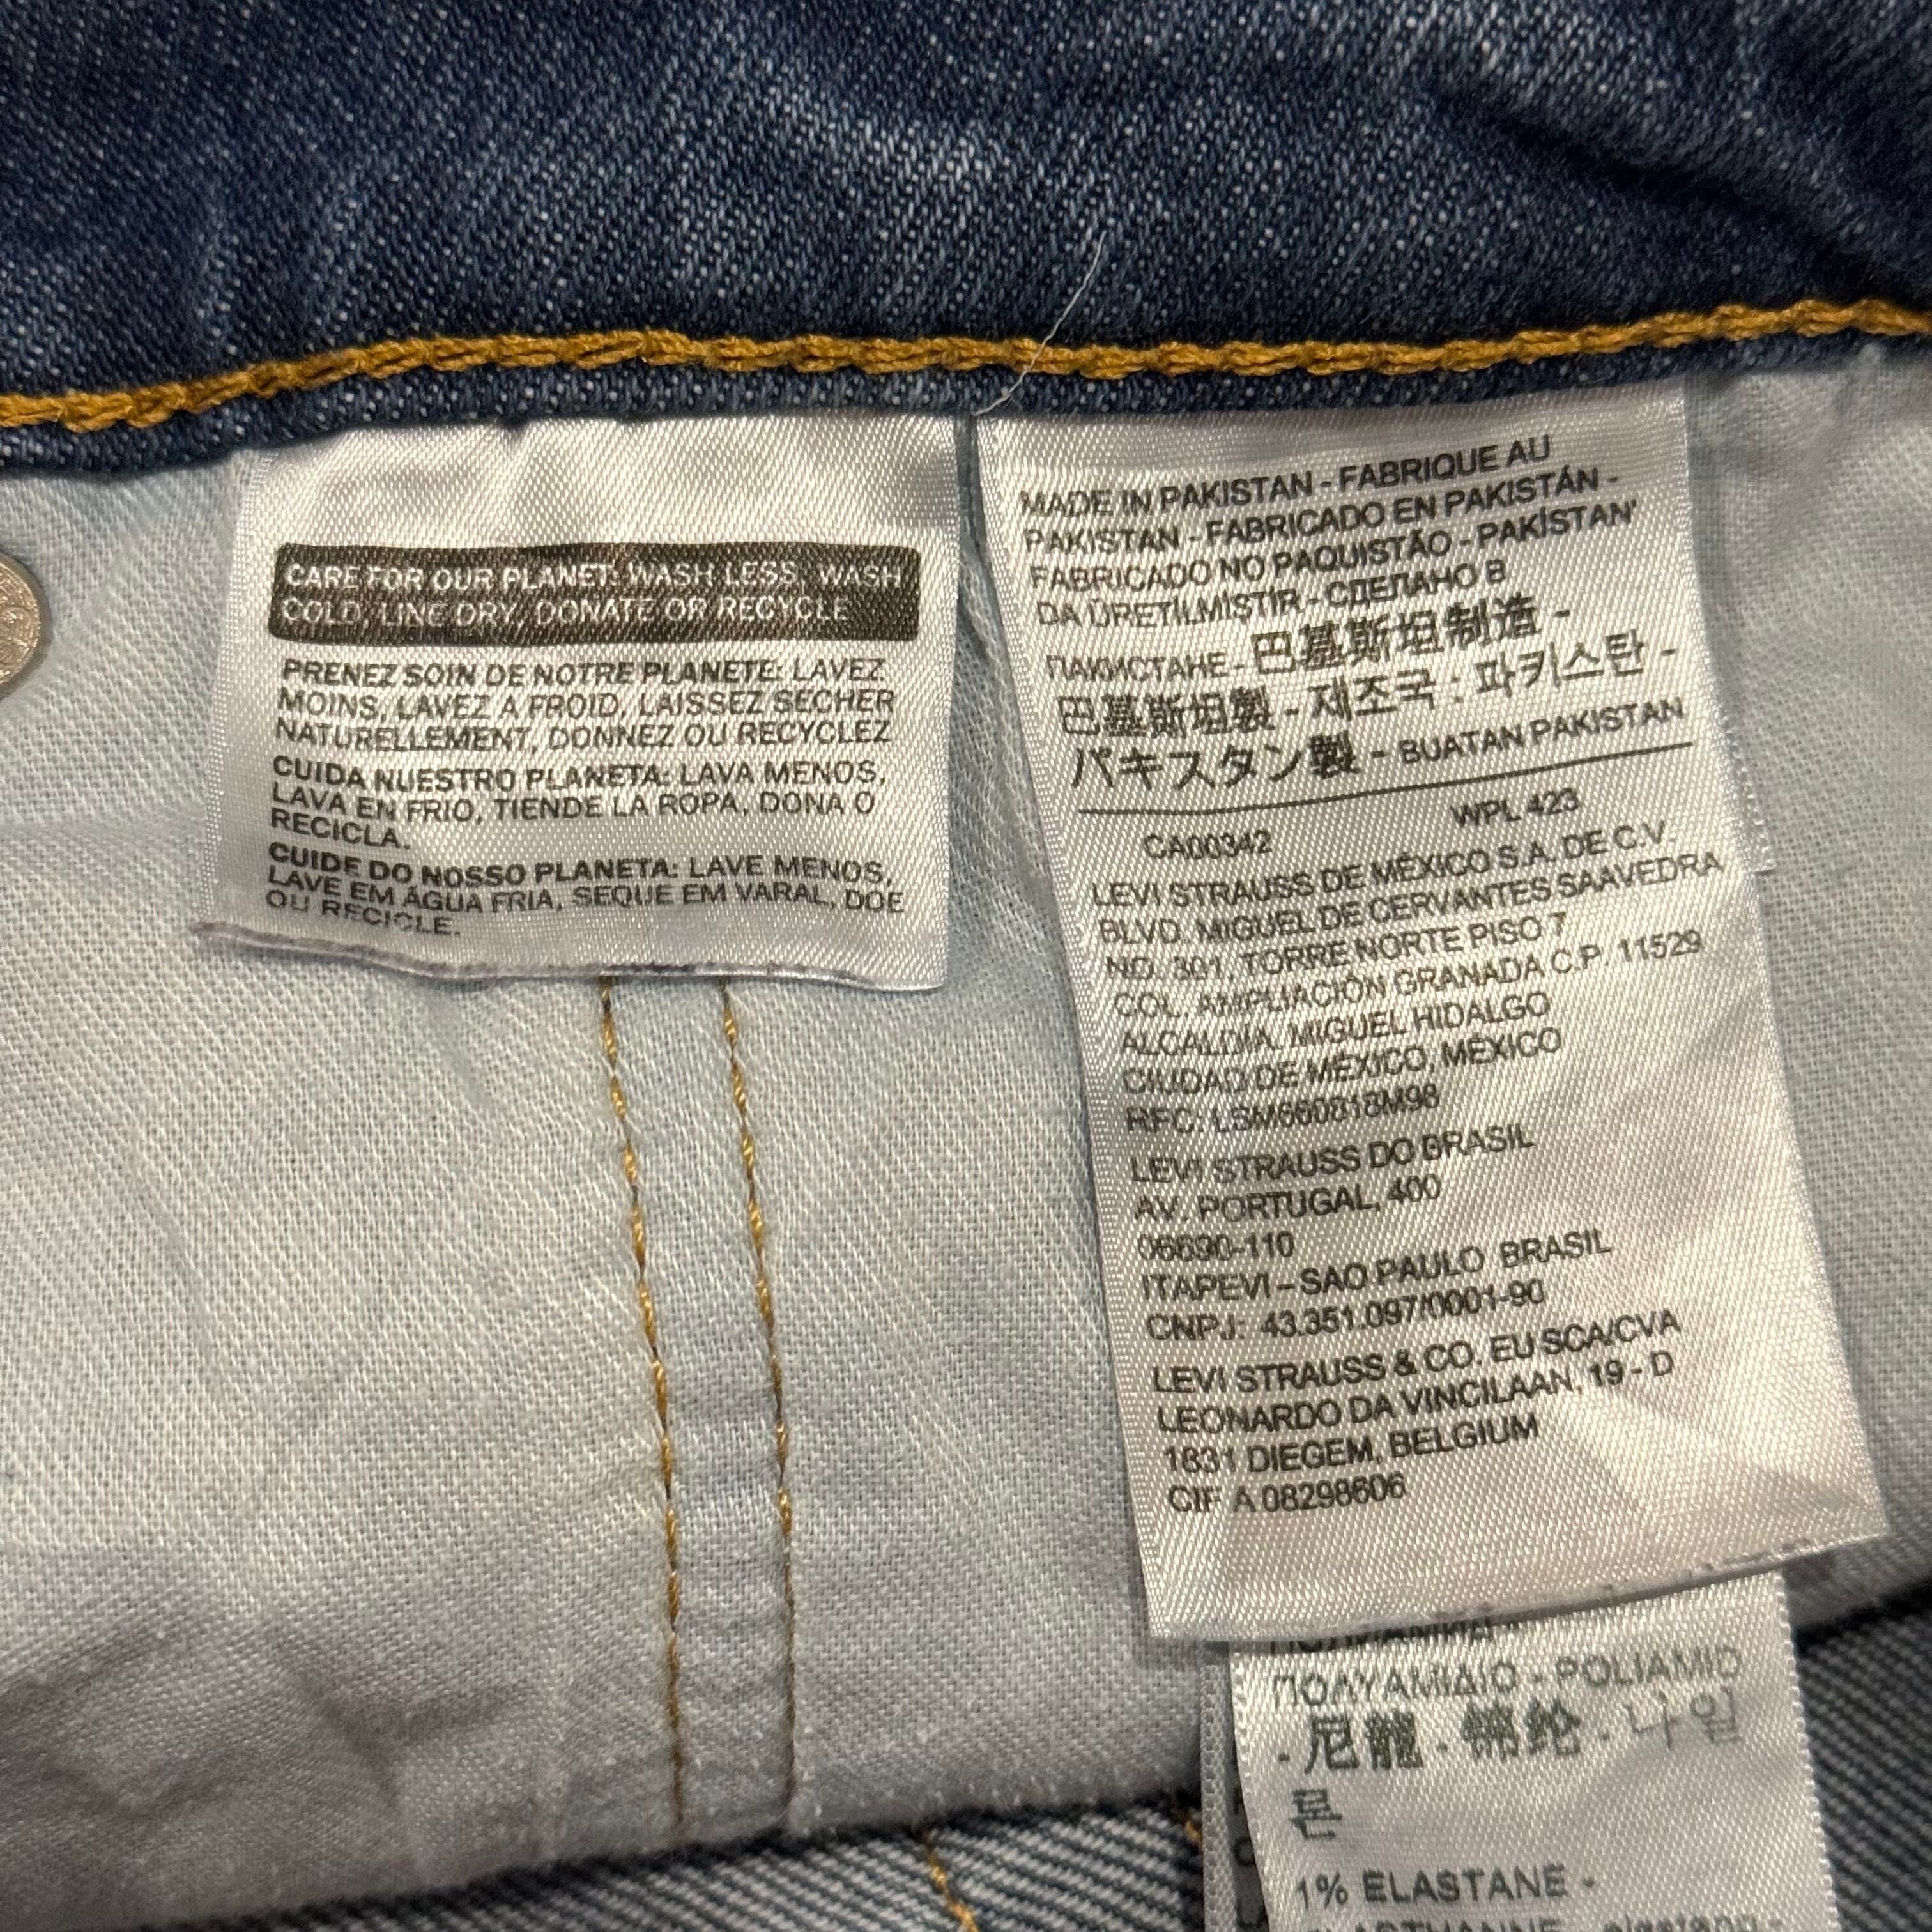 CARE FOR OUR PLANET: WASH LESS, WASH
COLD, LINE DRY, DONATE OR RECYCLE
PRENEZ SOIN DE NOTRE PLANETE: LAVEZ
MOINS, LAVEZ A FROID, LAISSEZ SECHER
NATURELLEMENT, DONNEZ OU RECYCLEZ
CUIDA NUESTRO PLANETA: LAVA MENOS,
LAVA EN FRIO, TIENDE LA ROPA, DONA O
RECICLA.
CUIDE DO NOSSO PLANETA: LAVE MENOS,
LAVE EM ÁGUA FRIA, SEQUE EM VARAL, DOE
OU RECICLE.
MADE IN PAKISTAN - FABRIQUE AU
PAKISTAN - FABRICADO EN PAKISTÁN -
FABRICADO NO PAQUISTÃO - PAKİSTAN'
DA ÜRETİLMİŞTİR - СДЕЛАНО В
ПАКИСТАНЕ - 巴基斯坦制造 -
巴基斯坦製 - 제조국 : 파키스탄 -
パキスタン製 - BUATAN PAKISTAN
CA00342 WPL 423
LEVI STRAUSS DE MÉXICO S.A. DE C.V.
BLVD. MIGUEL DE CERVANTES SAAVEDRA
NO. 301, TORRE NORTE PISO 7
COL. AMPLIACIÓN GRANADA C.P. 11529
ALCALDÍA, MIGUEL HIDALGO
CIUDAD DE MÉXICO, MÉXICO
RFC: LSM660818M98
LEVI STRAUSS DO BRASIL
AV. PORTUGAL, 400
06690-110
ITAPEVI – SAO PAULO BRASIL
CNPJ: 43.351.097/0001-90
LEVI STRAUSS & CO. EU SCA/CVA
LEONARDO DA VINCILAAN, 19 - D
1831 DIEGEM, BELGIUM
CIF A 08298606
ΠΟΛΥΑΜΙΔΙΟ - POLIAMID
- 尼龍 - 锦纶 - 나일
론
1% ELASTANE -